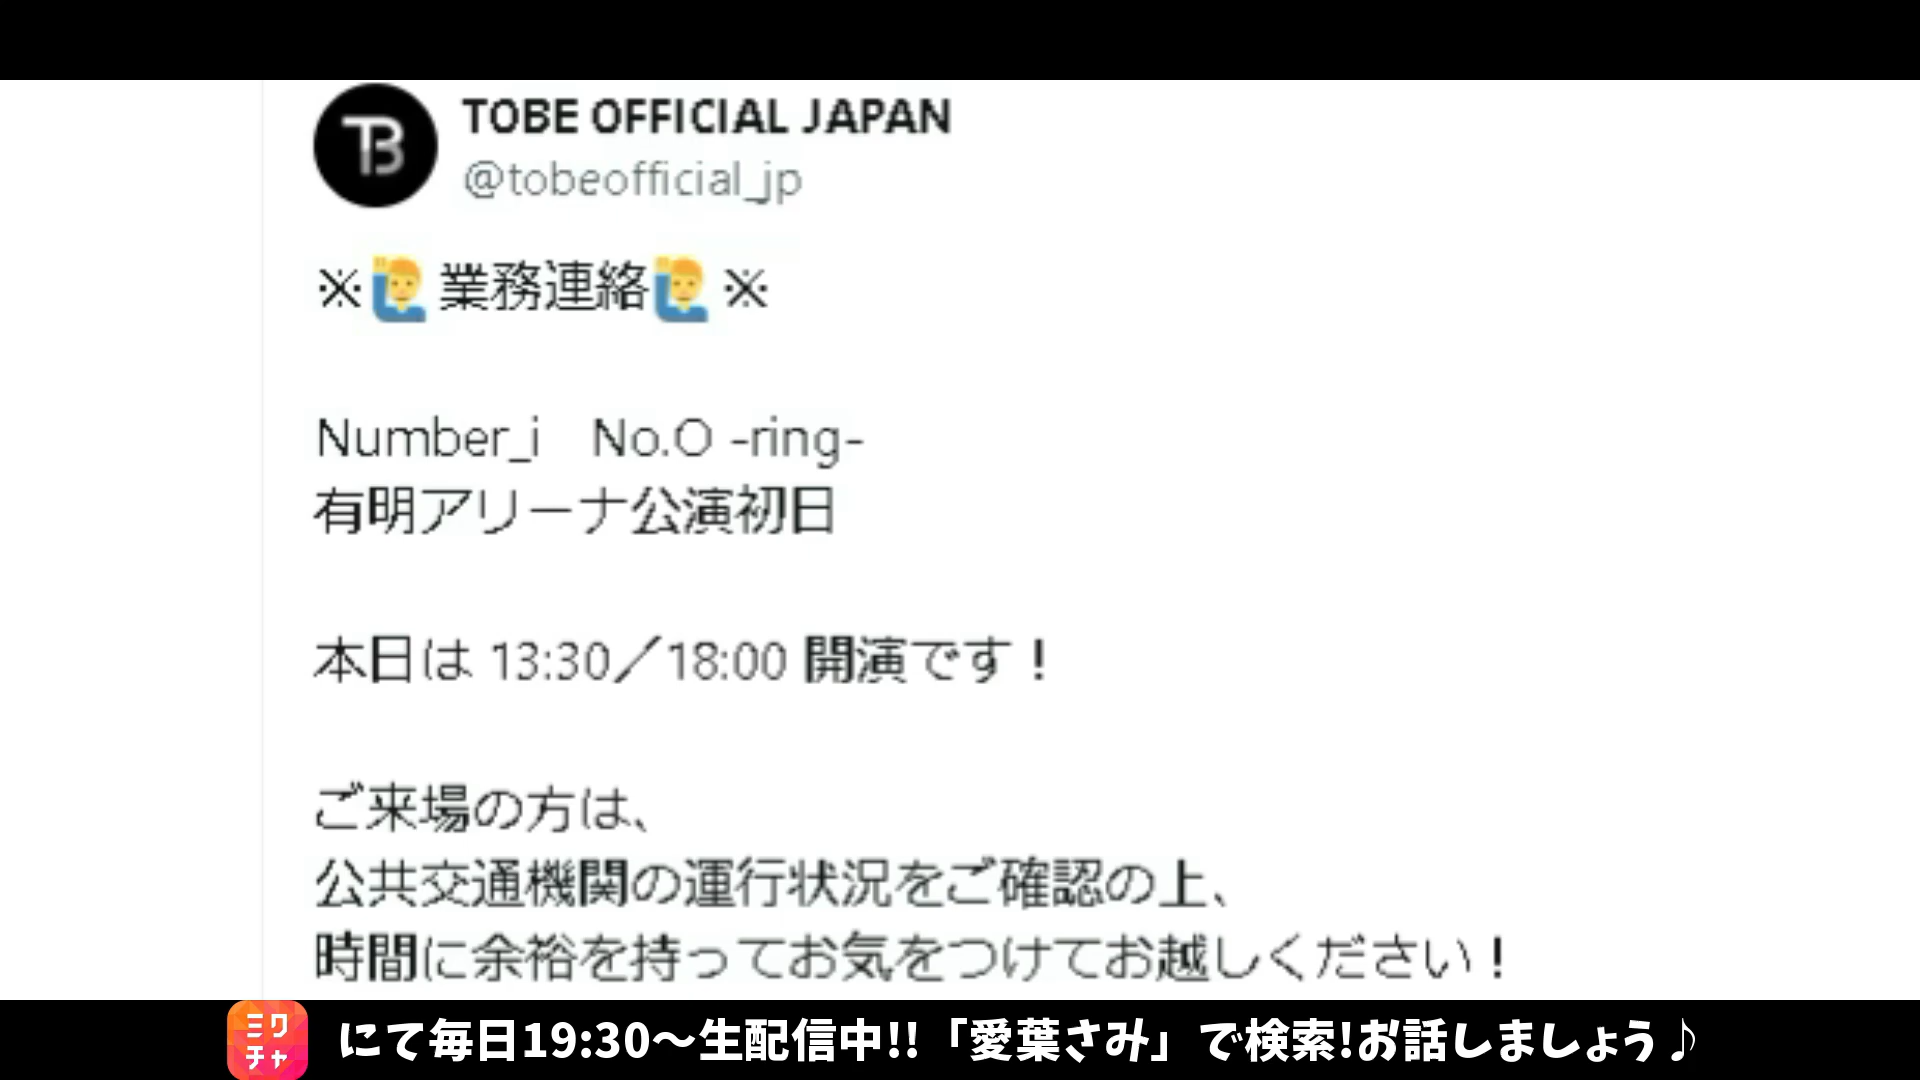 TB
TOBE OFFICIAL JAPAN
@tobeofficial_jp
※🙋‍♂️業務連絡🙋‍♂️※
Number_i　No.O -ring-
有明アリーナ公演初日
本日は 13:30／18:00 開演です！
ご来場の方は、
公共交通機関の運行状況をご確認の上、
時間に余裕を持ってお気をつけてお越しください！
ミクチャ にて毎日19:30～生配信中!!「愛葉さみ」で検索!お話しましょう♪